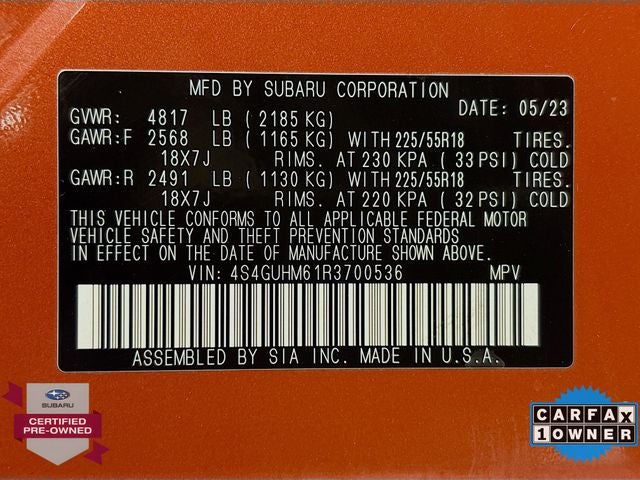 MFD BY SUBARU CORPORATION
DATE: 05/23
GVWR: 4817 LB (2185 KG)
GAWR:F 2568 LB (1165 KG) WITH 225/55R18 TIRES.
18X7J RIMS. AT 230 KPA (33 PSI) COLD
GAWR:R 2491 LB (1130 KG) WITH 225/55R18 TIRES.
18X7J RIMS. AT 220 KPA (32 PSI) COLD
THIS VEHICLE CONFORMS TO ALL APPLICABLE FEDERAL MOTOR
VEHICLE SAFETY AND THEFT PREVENTION STANDARDS
IN EFFECT ON THE DATE OF MANUFACTURE SHOWN ABOVE.
VIN: 4S4GUHM61R3700536 MPV
ASSEMBLED BY SIA INC. MADE IN U.S.A.
SUBARU
CERTIFIED
PRE-OWNED
CARFAX
1 OWNER